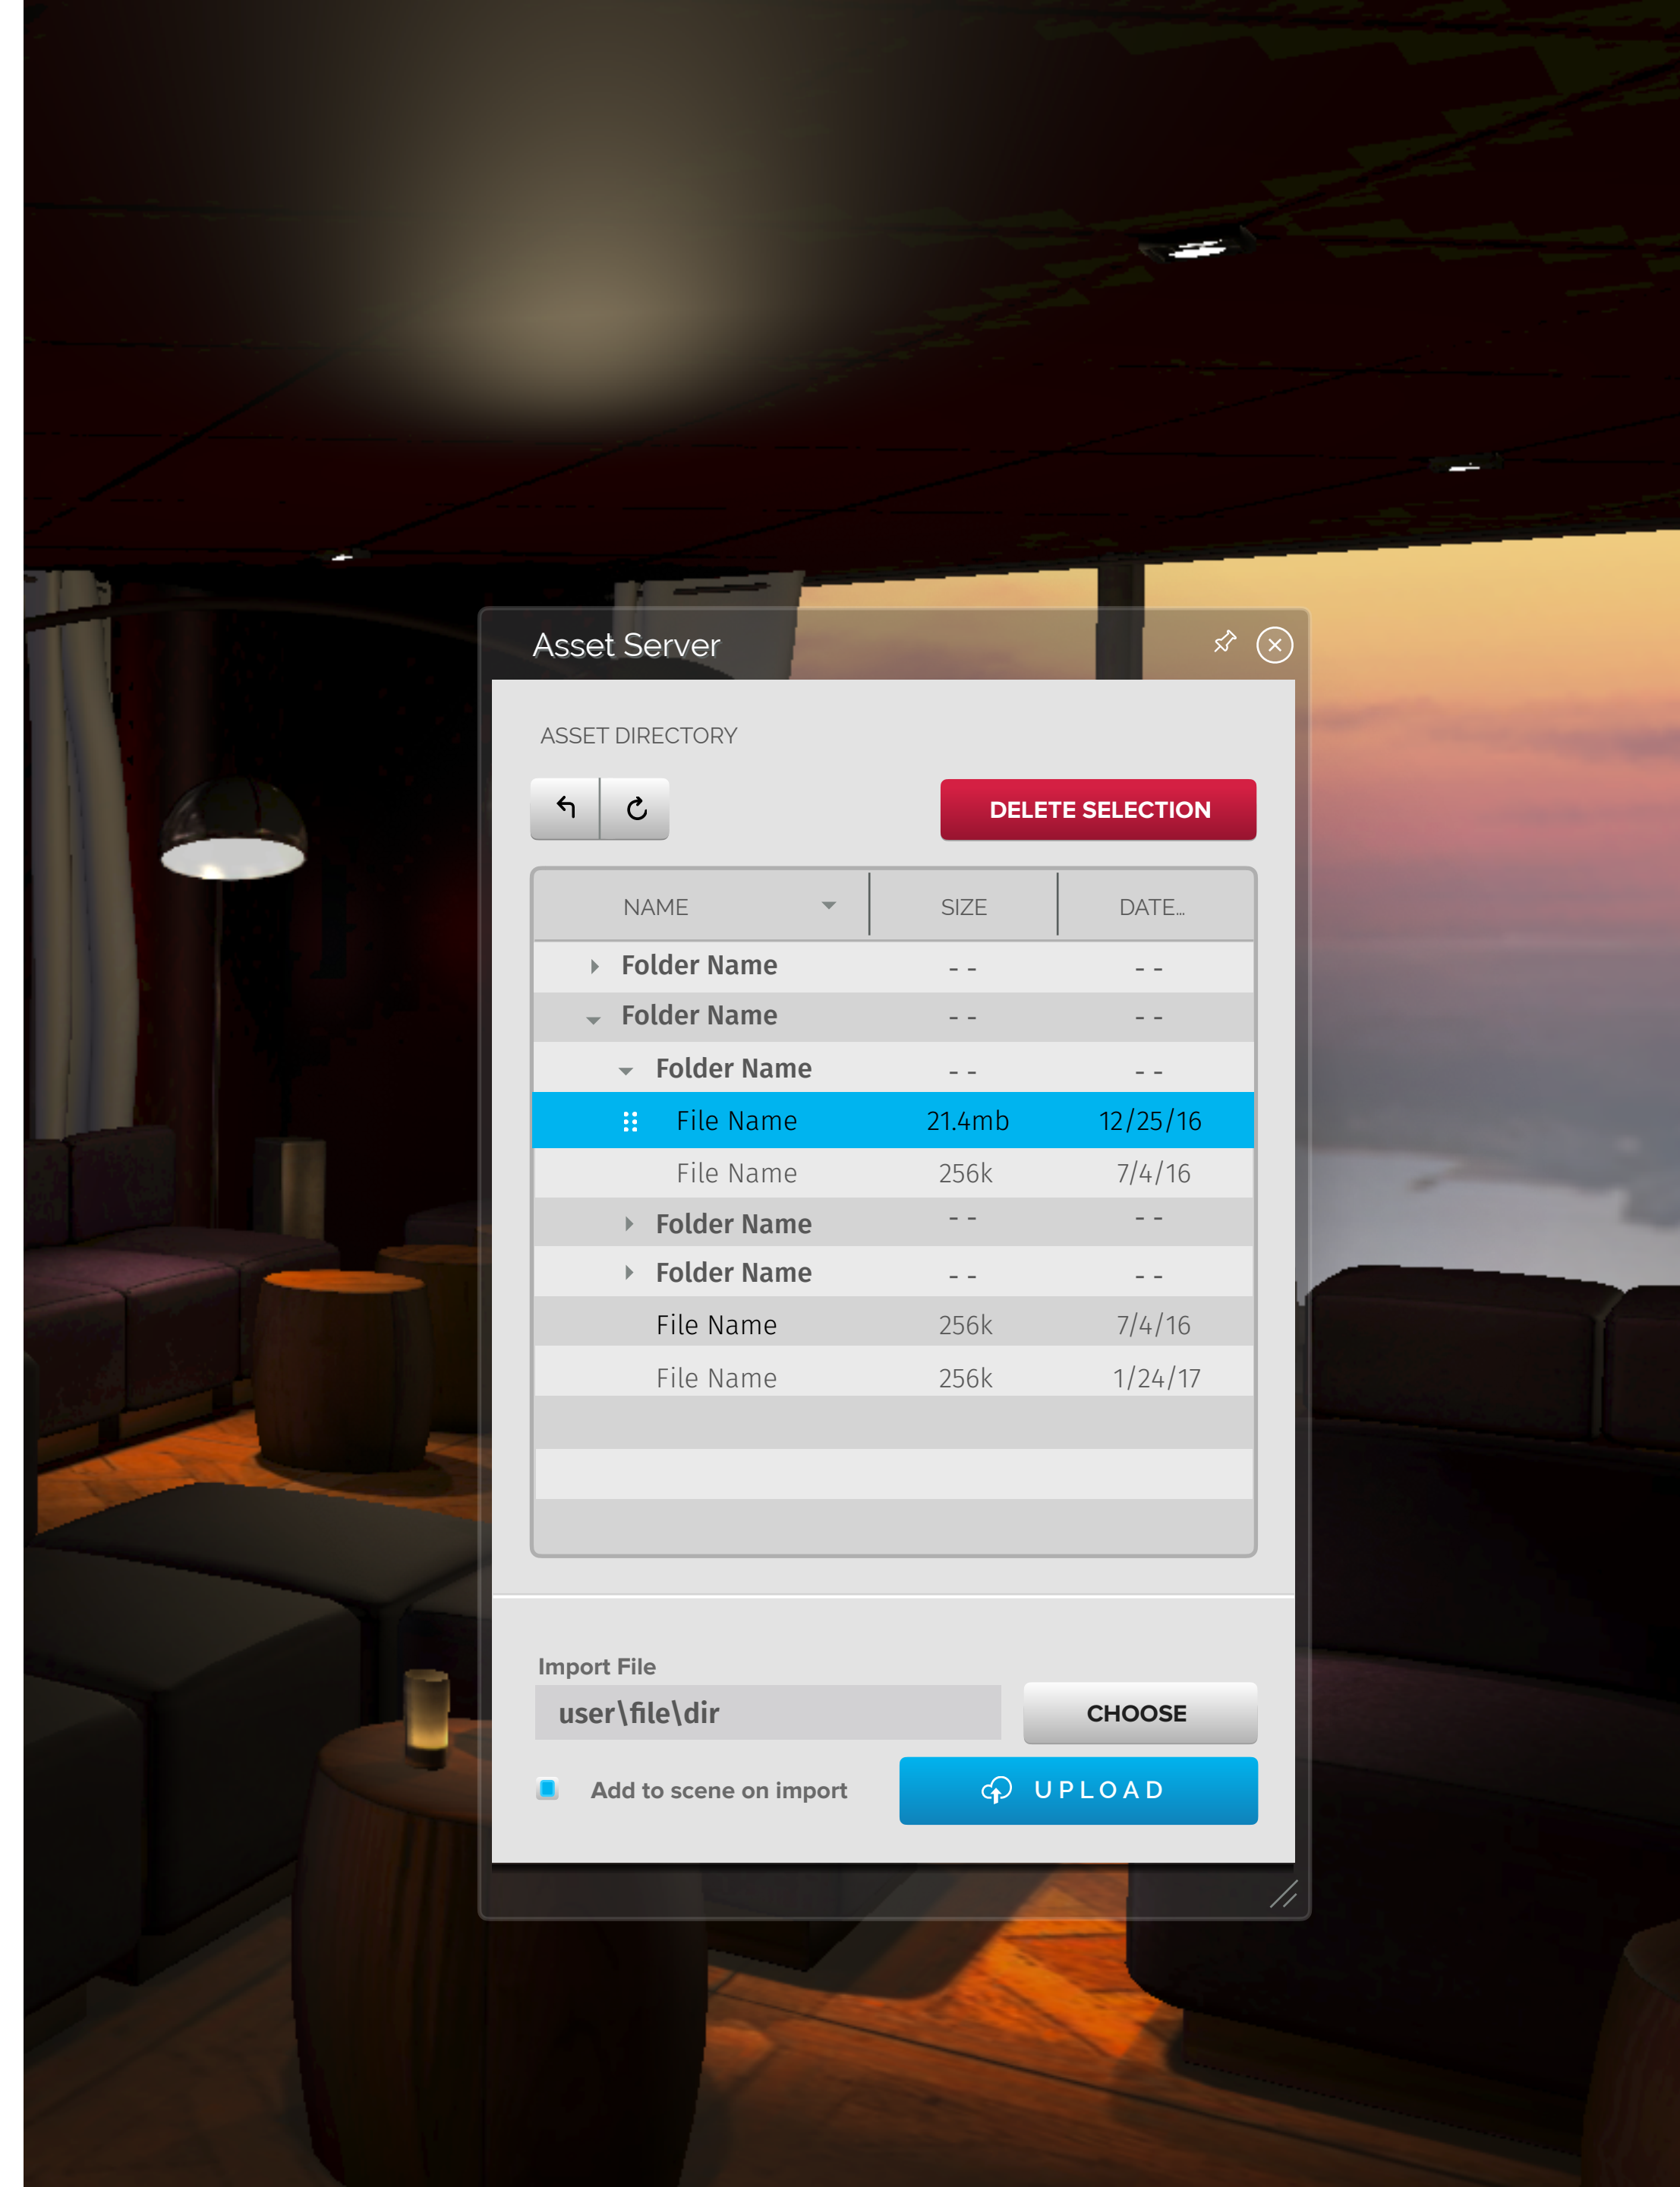 Asset Server
ASSET DIRECTORY
DELETE SELECTION
NAME SIZE DATE...
Folder Name -- --
Folder Name -- --
Folder Name -- --
File Name 21.4mb 12/25/16
File Name 256k 7/4/16
Folder Name -- --
Folder Name -- --
File Name 256k 7/4/16
File Name 256k 1/24/17
Import File
user\file\dir CHOOSE
Add to scene on import UPLOAD